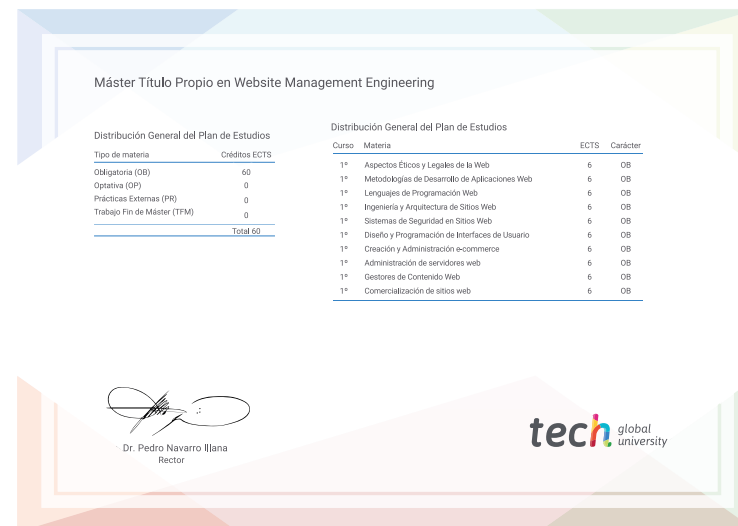 Máster Título Propio en Website Management Engineering
Distribución General del Plan de Estudios
Tipo de materia Créditos ECTS
Obligatoria (OB) 60
Optativa (OP) 0
Prácticas Externas (PR) 0
Trabajo Fin de Máster (TFM) 0
Total 60
Distribución General del Plan de Estudios
Curso Materia ECTS Carácter
1º Aspectos Éticos y Legales de la Web 6 OB
1º Metodologías de Desarrollo de Aplicaciones Web 6 OB
1º Lenguajes de Programación Web 6 OB
1º Ingeniería y Arquitectura de Sitios Web 6 OB
1º Sistemas de Seguridad en Sitios Web 6 OB
1º Diseño y Programación de Interfaces de Usuario 6 OB
1º Creación y Administración e-commerce 6 OB
1º Administración de servidores web 6 OB
1º Gestores de Contenido Web 6 OB
1º Comercialización de sitios web 6 OB
Dr. Pedro Navarro Illana
Rector
tech global
university